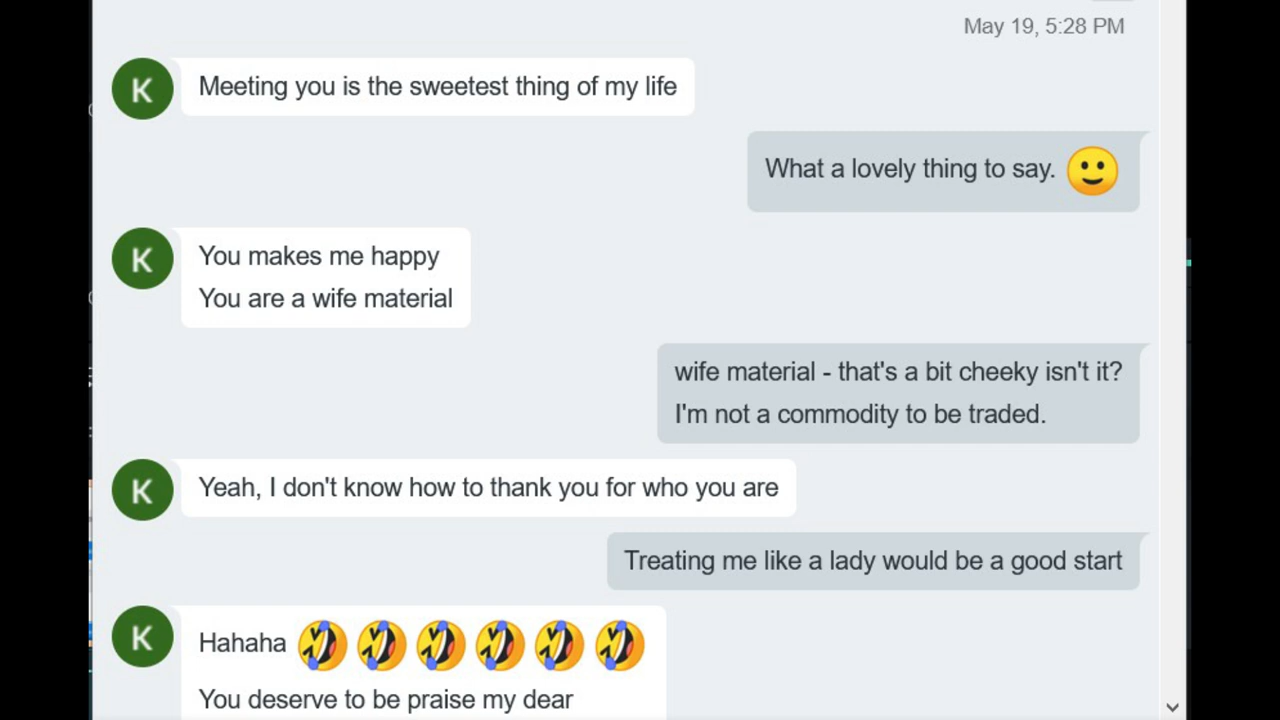 May 19, 5:28 PM
K
Meeting you is the sweetest thing of my life
What a lovely thing to say. 🙂
K
You makes me happy
You are a wife material
wife material - that's a bit cheeky isn't it?
I'm not a commodity to be traded.
K
Yeah, I don't know how to thank you for who you are
Treating me like a lady would be a good start
K
Hahaha 🤣🤣🤣🤣🤣🤣
You deserve to be praise my dear